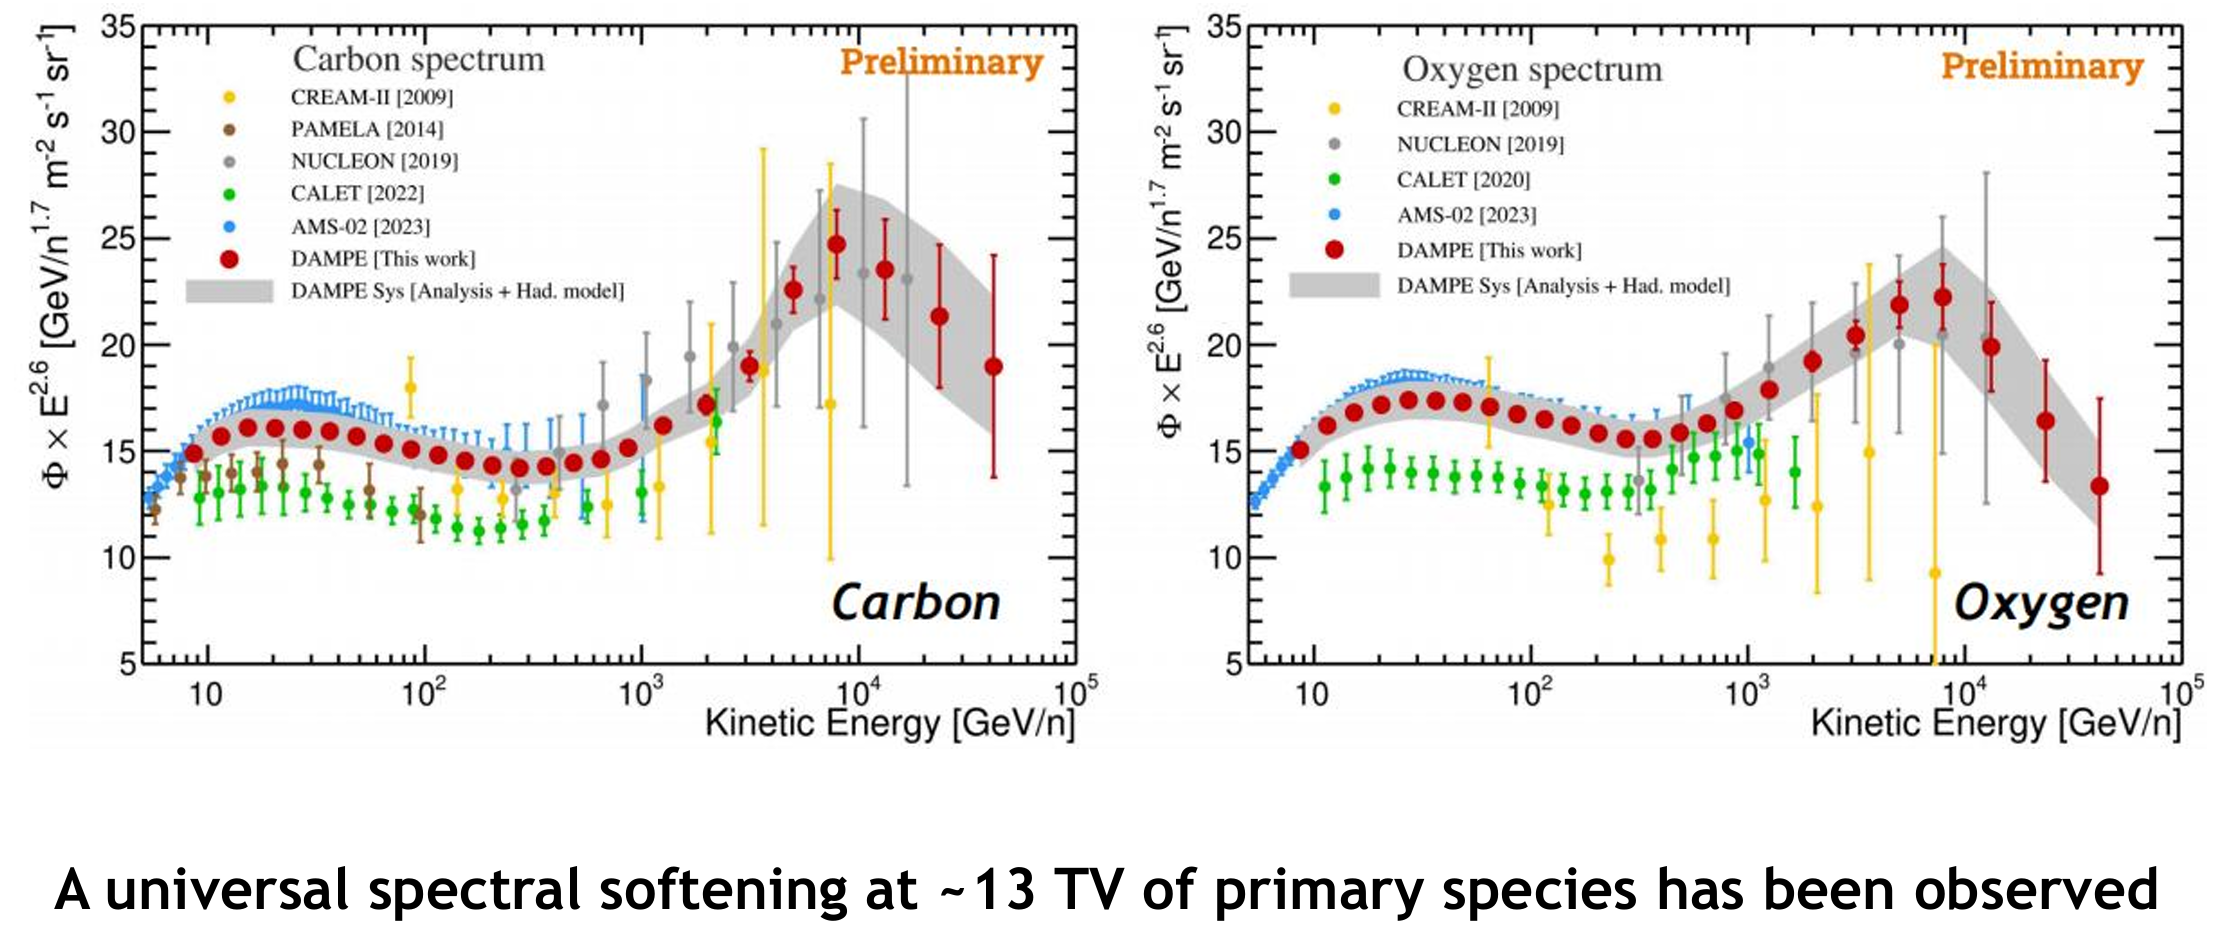 Φ × E^2.6 [GeV/n^1.7 m^-2 s^-1 sr^-1]
35
30
25
20
15
10
5
Carbon spectrum
Preliminary
CREAM-II [2009]
PAMELA [2014]
NUCLEON [2019]
CALET [2022]
AMS-02 [2023]
DAMPE [This work]
DAMPE Sys [Analysis + Had. model]
Carbon
10 10^2 10^3 10^4 10^5
Kinetic Energy [GeV/n]
Φ × E^2.6 [GeV/n^1.7 m^-2 s^-1 sr^-1]
35
30
25
20
15
10
5
Oxygen spectrum
Preliminary
CREAM-II [2009]
NUCLEON [2019]
CALET [2020]
AMS-02 [2023]
DAMPE [This work]
DAMPE Sys [Analysis + Had. model]
Oxygen
10 10^2 10^3 10^4 10^5
Kinetic Energy [GeV/n]
A universal spectral softening at ~13 TV of primary species has been observed